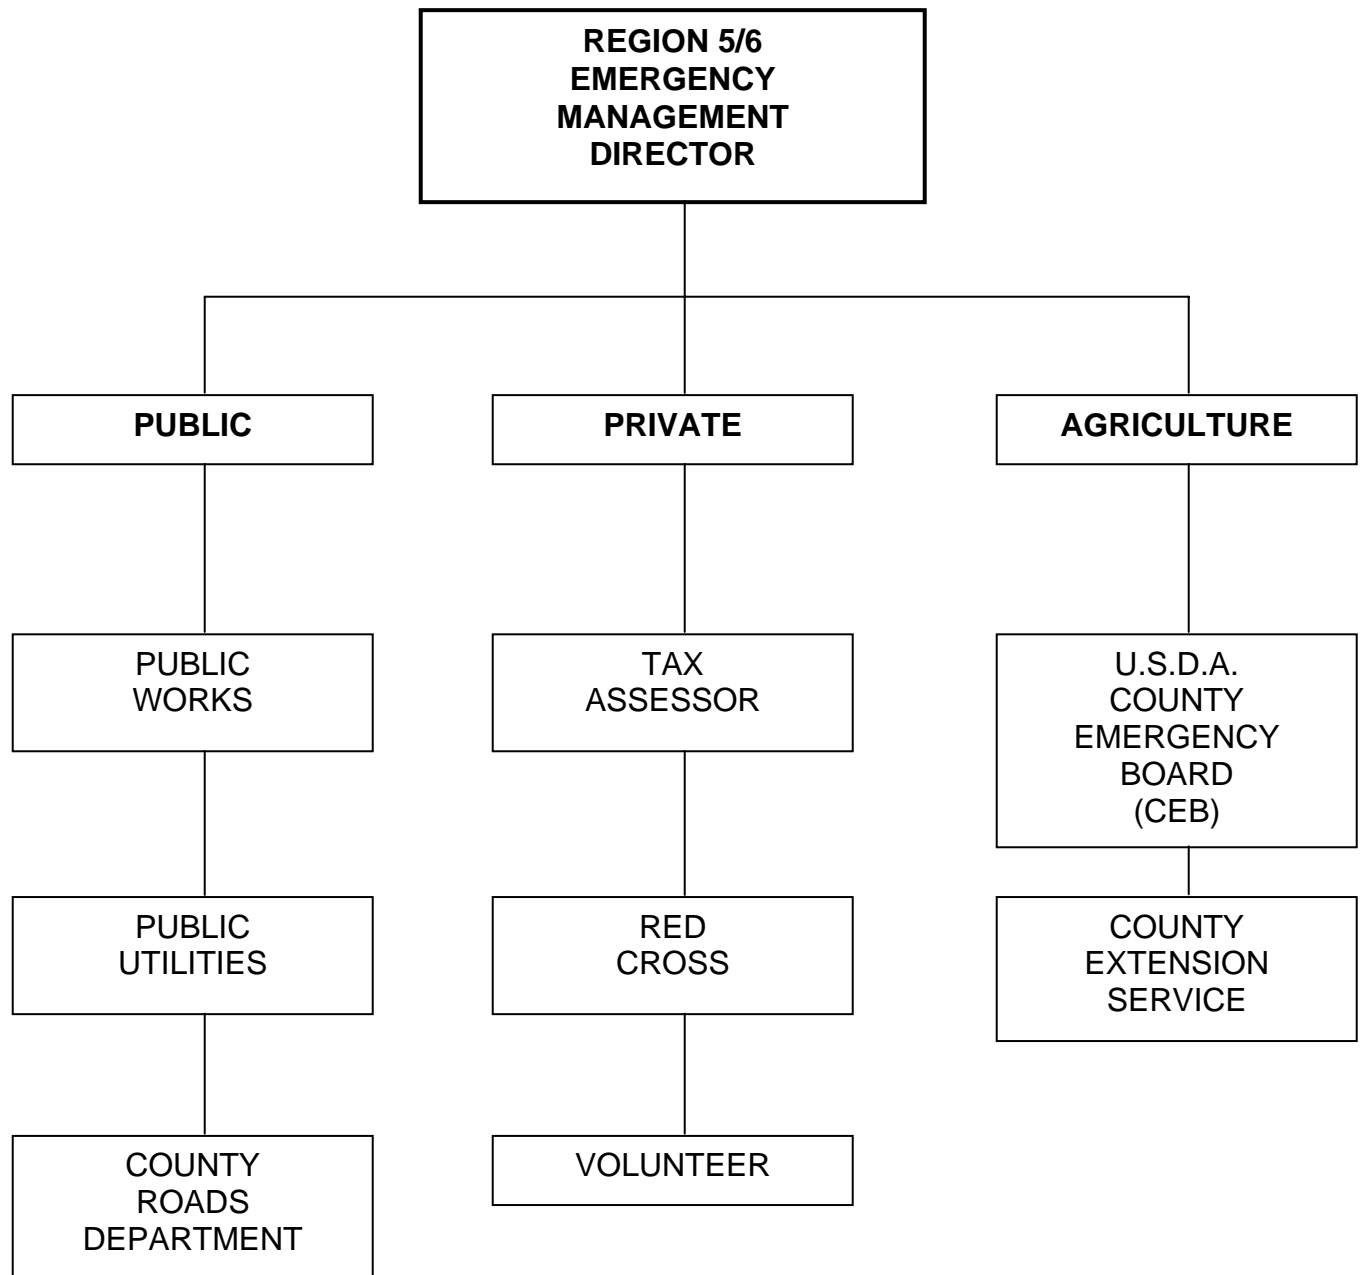 REGION 5/6
EMERGENCY
MANAGEMENT
DIRECTOR
PUBLIC
PRIVATE
AGRICULTURE
PUBLIC
WORKS
TAX
ASSESSOR
U.S.D.A.
COUNTY
EMERGENCY
BOARD
(CEB)
PUBLIC
UTILITIES
RED
CROSS
COUNTY
EXTENSION
SERVICE
COUNTY
ROADS
DEPARTMENT
VOLUNTEER